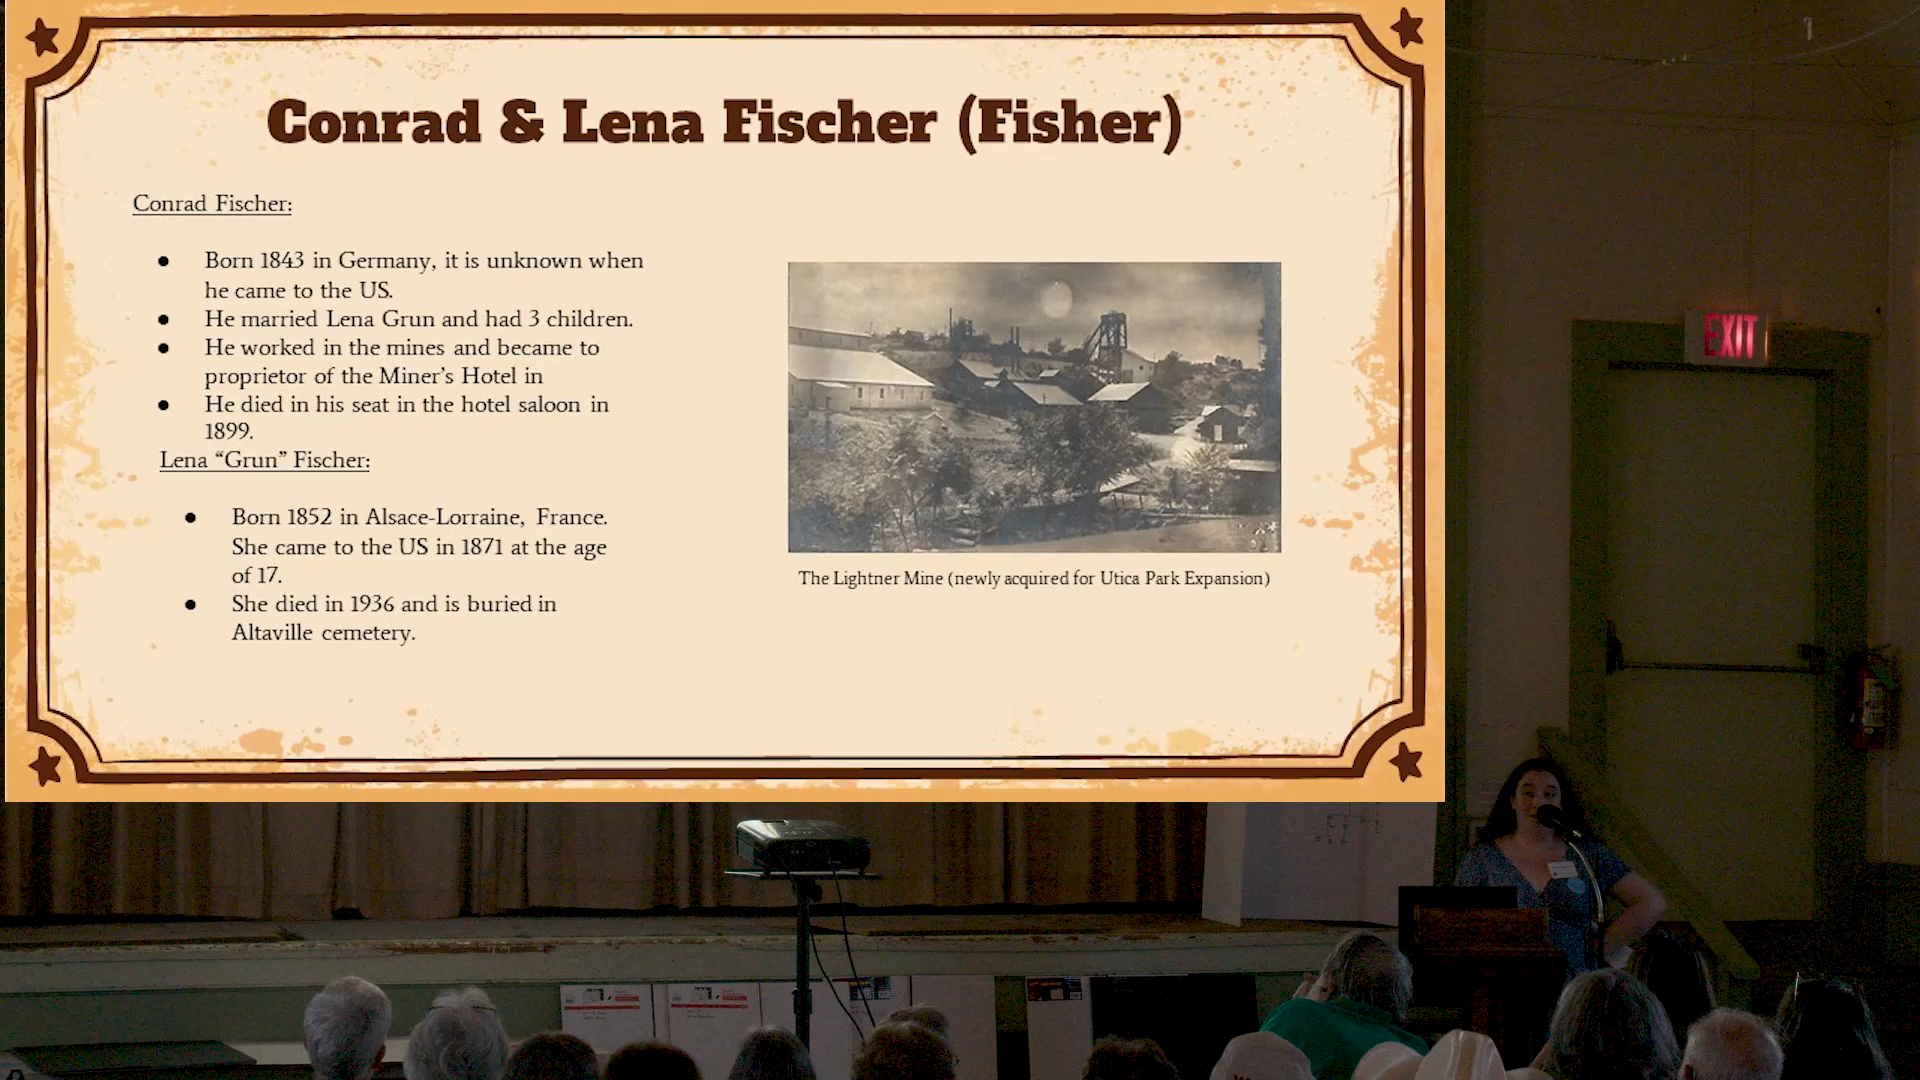 Conrad & Lena Fischer (Fisher)
Conrad Fischer:
● Born 1843 in Germany, it is unknown when
he came to the US.
● He married Lena Grun and had 3 children.
● He worked in the mines and became to
proprietor of the Miner’s Hotel in
● He died in his seat in the hotel saloon in
1899.
Lena “Grun” Fischer:
● Born 1852 in Alsace-Lorraine, France.
She came to the US in 1871 at the age
of 17.
● She died in 1936 and is buried in
Altaville cemetery.
The Lightner Mine (newly acquired for Utica Park Expansion)
EXIT